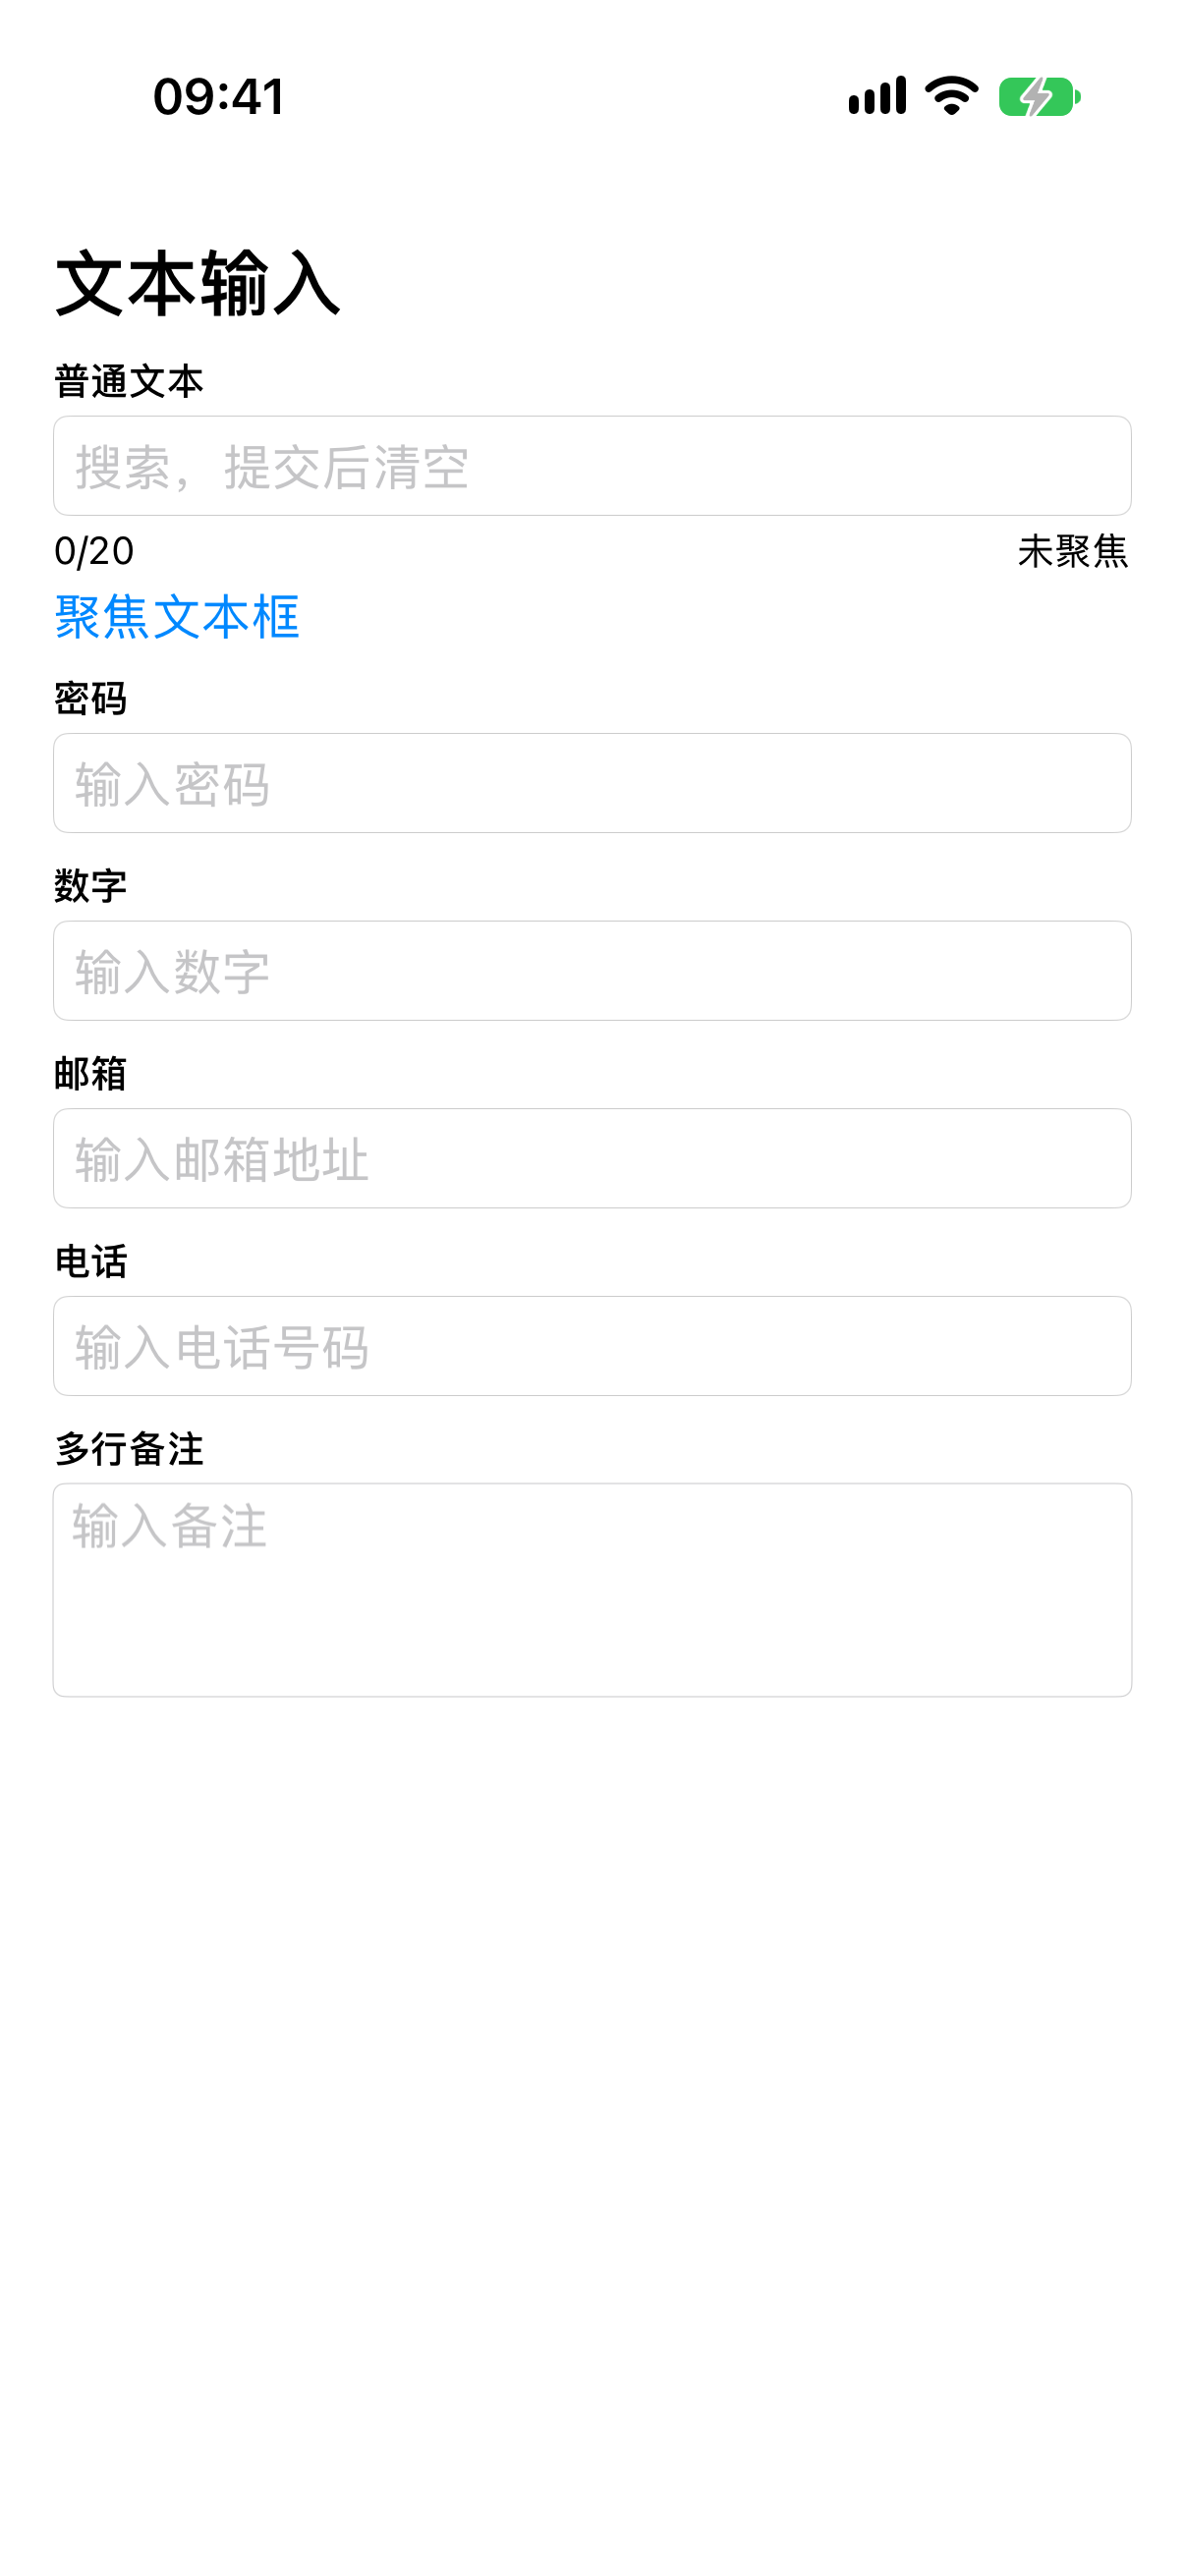 09:41
文本输入
普通文本
搜索，提交后清空
0/20
未聚焦
聚焦文本框
密码
输入密码
数字
输入数字
邮箱
输入邮箱地址
电话
输入电话号码
多行备注
输入备注